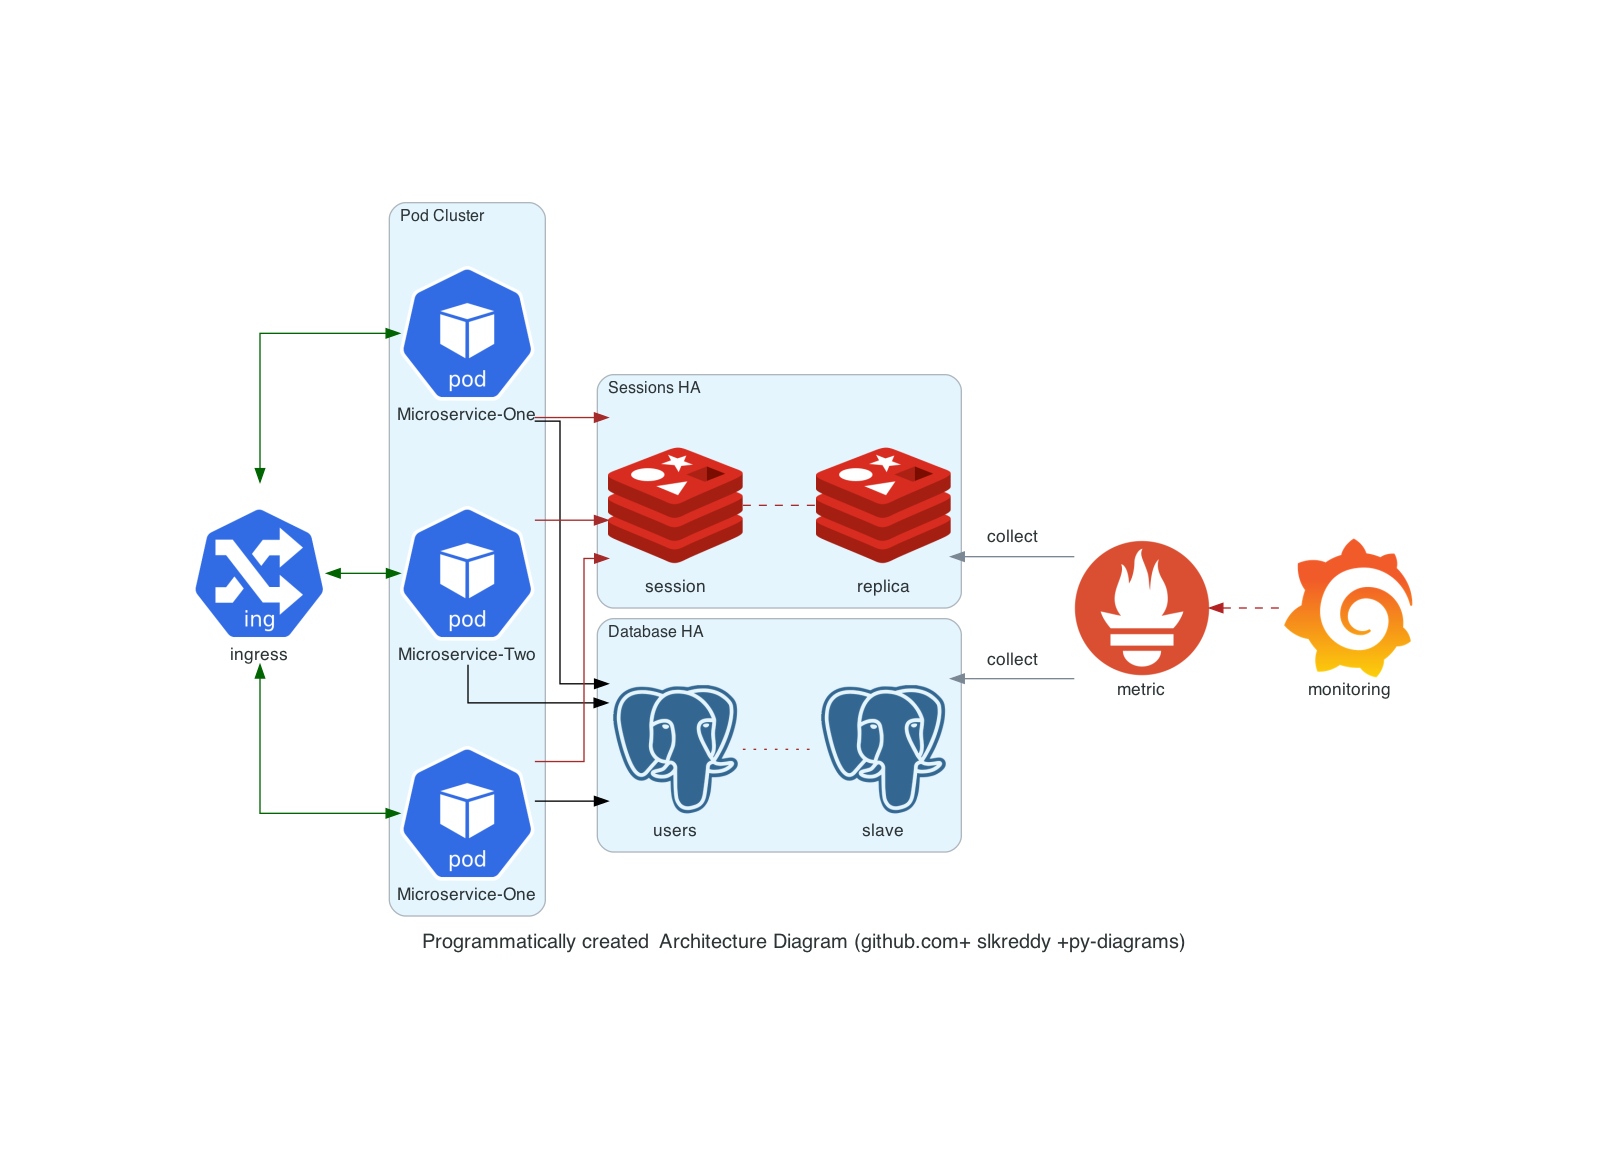 Pod Cluster
pod
Microservice-One
Sessions HA
session
replica
collect
ing
ingress
pod
Microservice-Two
Database HA
collect
metric
monitoring
users
slave
pod
Microservice-One
Programmatically created  Architecture Diagram (github.com+ slkreddy +py-diagrams)